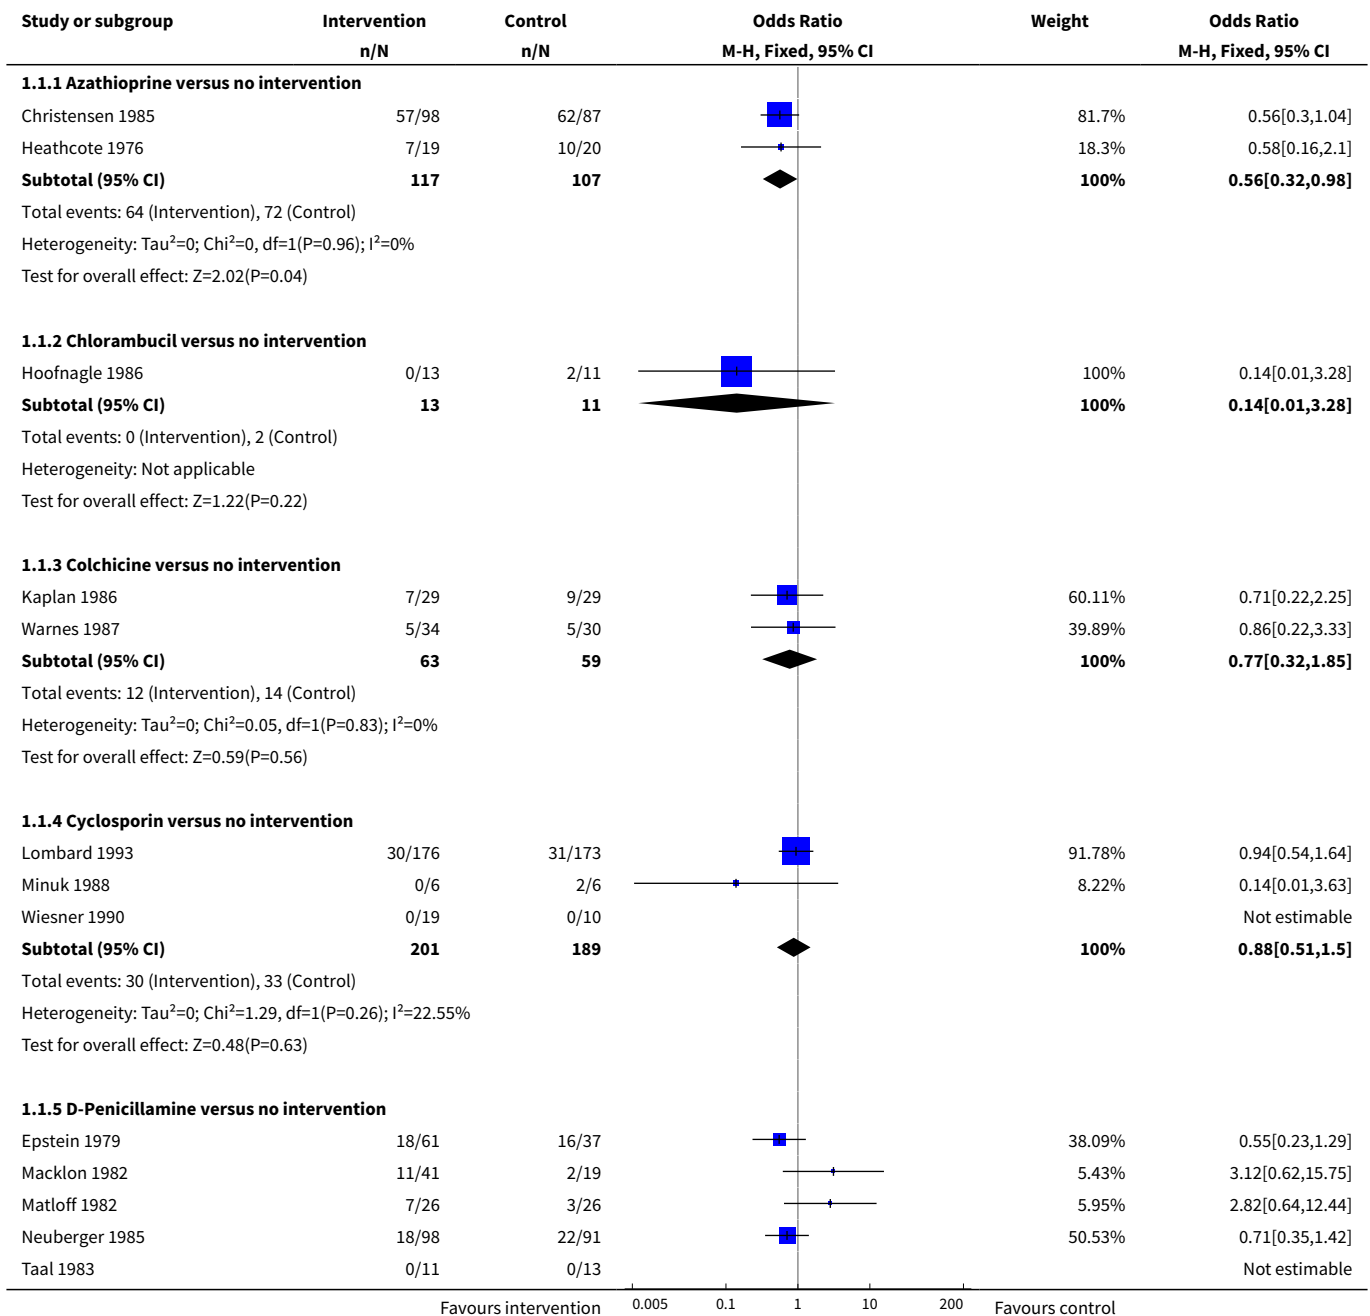 Study or subgroup Intervention Control Odds Ratio Weight Odds Ratio
n/N n/N M-H, Fixed, 95% CI M-H, Fixed, 95% CI
1.1.1 Azathioprine versus no intervention
Christensen 1985 57/98 62/87 81.7% 0.56[0.3,1.04]
Heathcote 1976 7/19 10/20 18.3% 0.58[0.16,2.1]
Subtotal (95% CI) 117 107 100% 0.56[0.32,0.98]
Total events: 64 (Intervention), 72 (Control)
Heterogeneity: Tau²=0; Chi²=0, df=1(P=0.96); I²=0%
Test for overall effect: Z=2.02(P=0.04)
1.1.2 Chlorambucil versus no intervention
Hoofnagle 1986 0/13 2/11 100% 0.14[0.01,3.28]
Subtotal (95% CI) 13 11 100% 0.14[0.01,3.28]
Total events: 0 (Intervention), 2 (Control)
Heterogeneity: Not applicable
Test for overall effect: Z=1.22(P=0.22)
1.1.3 Colchicine versus no intervention
Kaplan 1986 7/29 9/29 60.11% 0.71[0.22,2.25]
Warnes 1987 5/34 5/30 39.89% 0.86[0.22,3.33]
Subtotal (95% CI) 63 59 100% 0.77[0.32,1.85]
Total events: 12 (Intervention), 14 (Control)
Heterogeneity: Tau²=0; Chi²=0.05, df=1(P=0.83); I²=0%
Test for overall effect: Z=0.59(P=0.56)
1.1.4 Cyclosporin versus no intervention
Lombard 1993 30/176 31/173 91.78% 0.94[0.54,1.64]
Minuk 1988 0/6 2/6 8.22% 0.14[0.01,3.63]
Wiesner 1990 0/19 0/10 Not estimable
Subtotal (95% CI) 201 189 100% 0.88[0.51,1.5]
Total events: 30 (Intervention), 33 (Control)
Heterogeneity: Tau²=0; Chi²=1.29, df=1(P=0.26); I²=22.55%
Test for overall effect: Z=0.48(P=0.63)
1.1.5 D-Penicillamine versus no intervention
Epstein 1979 18/61 16/37 38.09% 0.55[0.23,1.29]
Macklon 1982 11/41 2/19 5.43% 3.12[0.62,15.75]
Matloff 1982 7/26 3/26 5.95% 2.82[0.64,12.44]
Neuberger 1985 18/98 22/91 50.53% 0.71[0.35,1.42]
Taal 1983 0/11 0/13 Not estimable
Favours intervention 0.005 0.1 1 10 200 Favours control